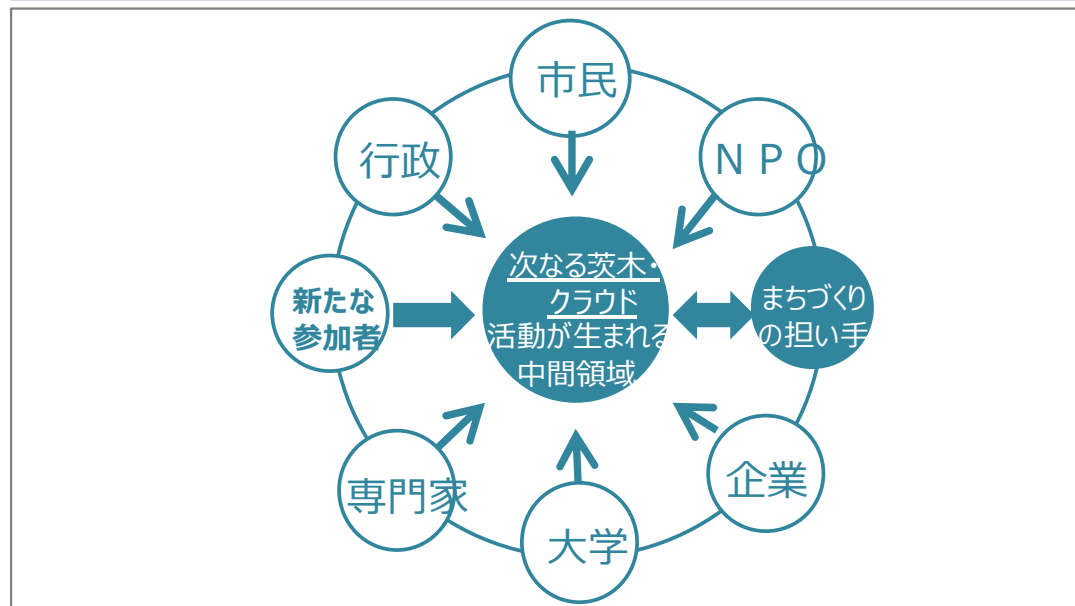 市民
行政
ＮＰＯ
次なる茨木・
クラウド
活動が生まれる
中間領域
新たな
参加者
まちづくり
の担い手
専門家
企業
大学